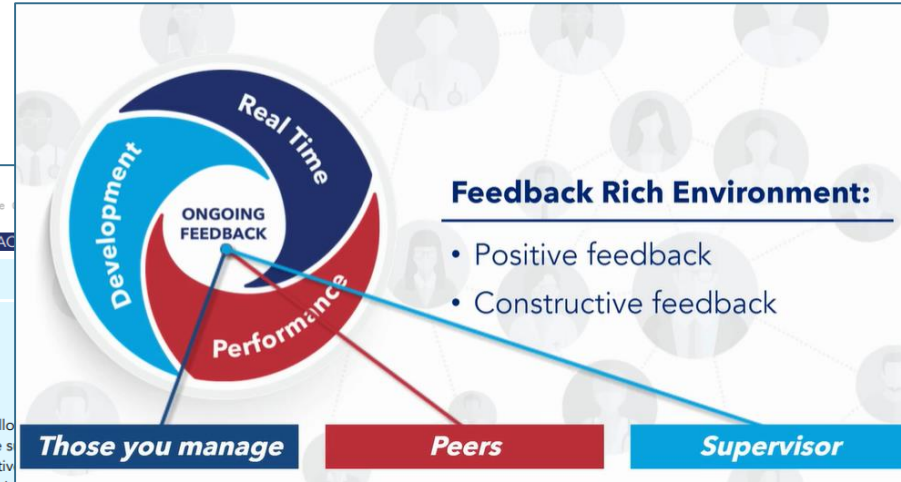 Real Time
Development
ONGOING
FEEDBACK
Performance
Feedback Rich Environment:
• Positive feedback
• Constructive feedback
Those you manage
Peers
Supervisor